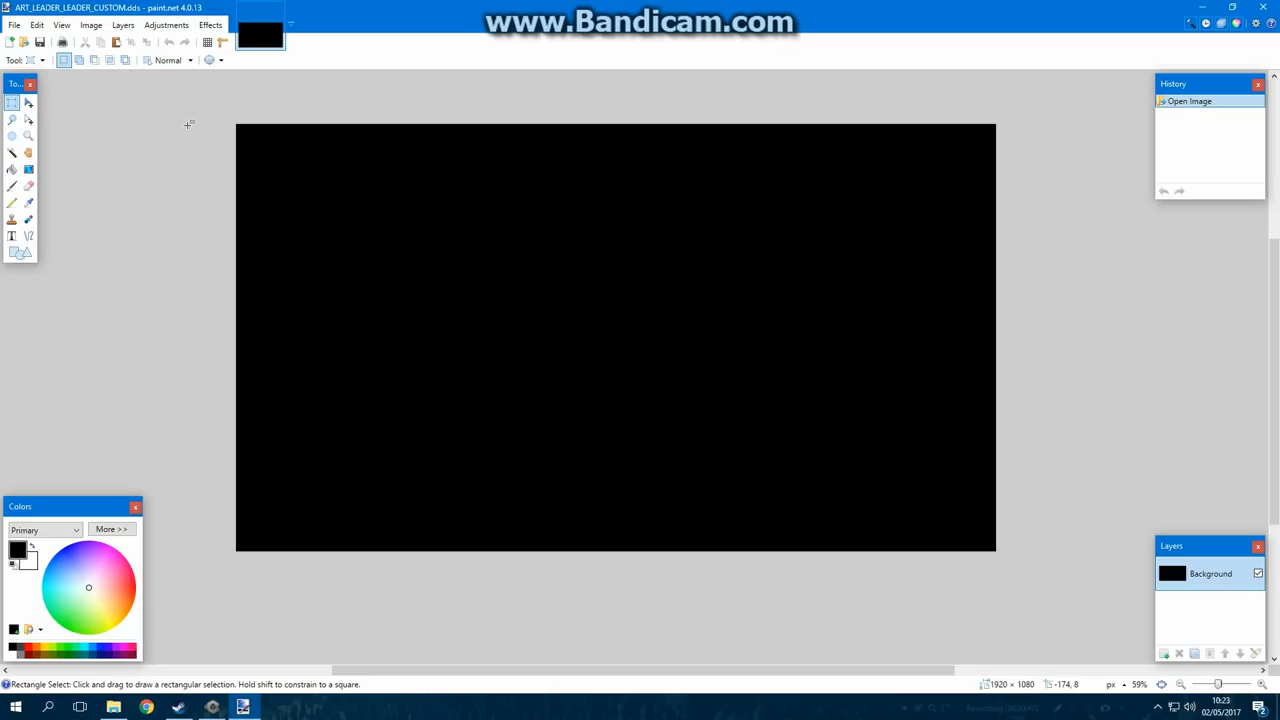 ART_LEADER_LEADER_CUSTOM.dds - paint.net 4.0.13
www.Bandicam.com
File Edit View Image Layers Adjustments Effects
Tool: Normal
To...
History
Open Image
Colors
Primary More >>
Layers
Background
Rectangle Select: Click and drag to draw a rectangular selection. Hold shift to constrain to a square.
1920 × 1080 -174, 8 px 59%
10:23
02/05/2017
2